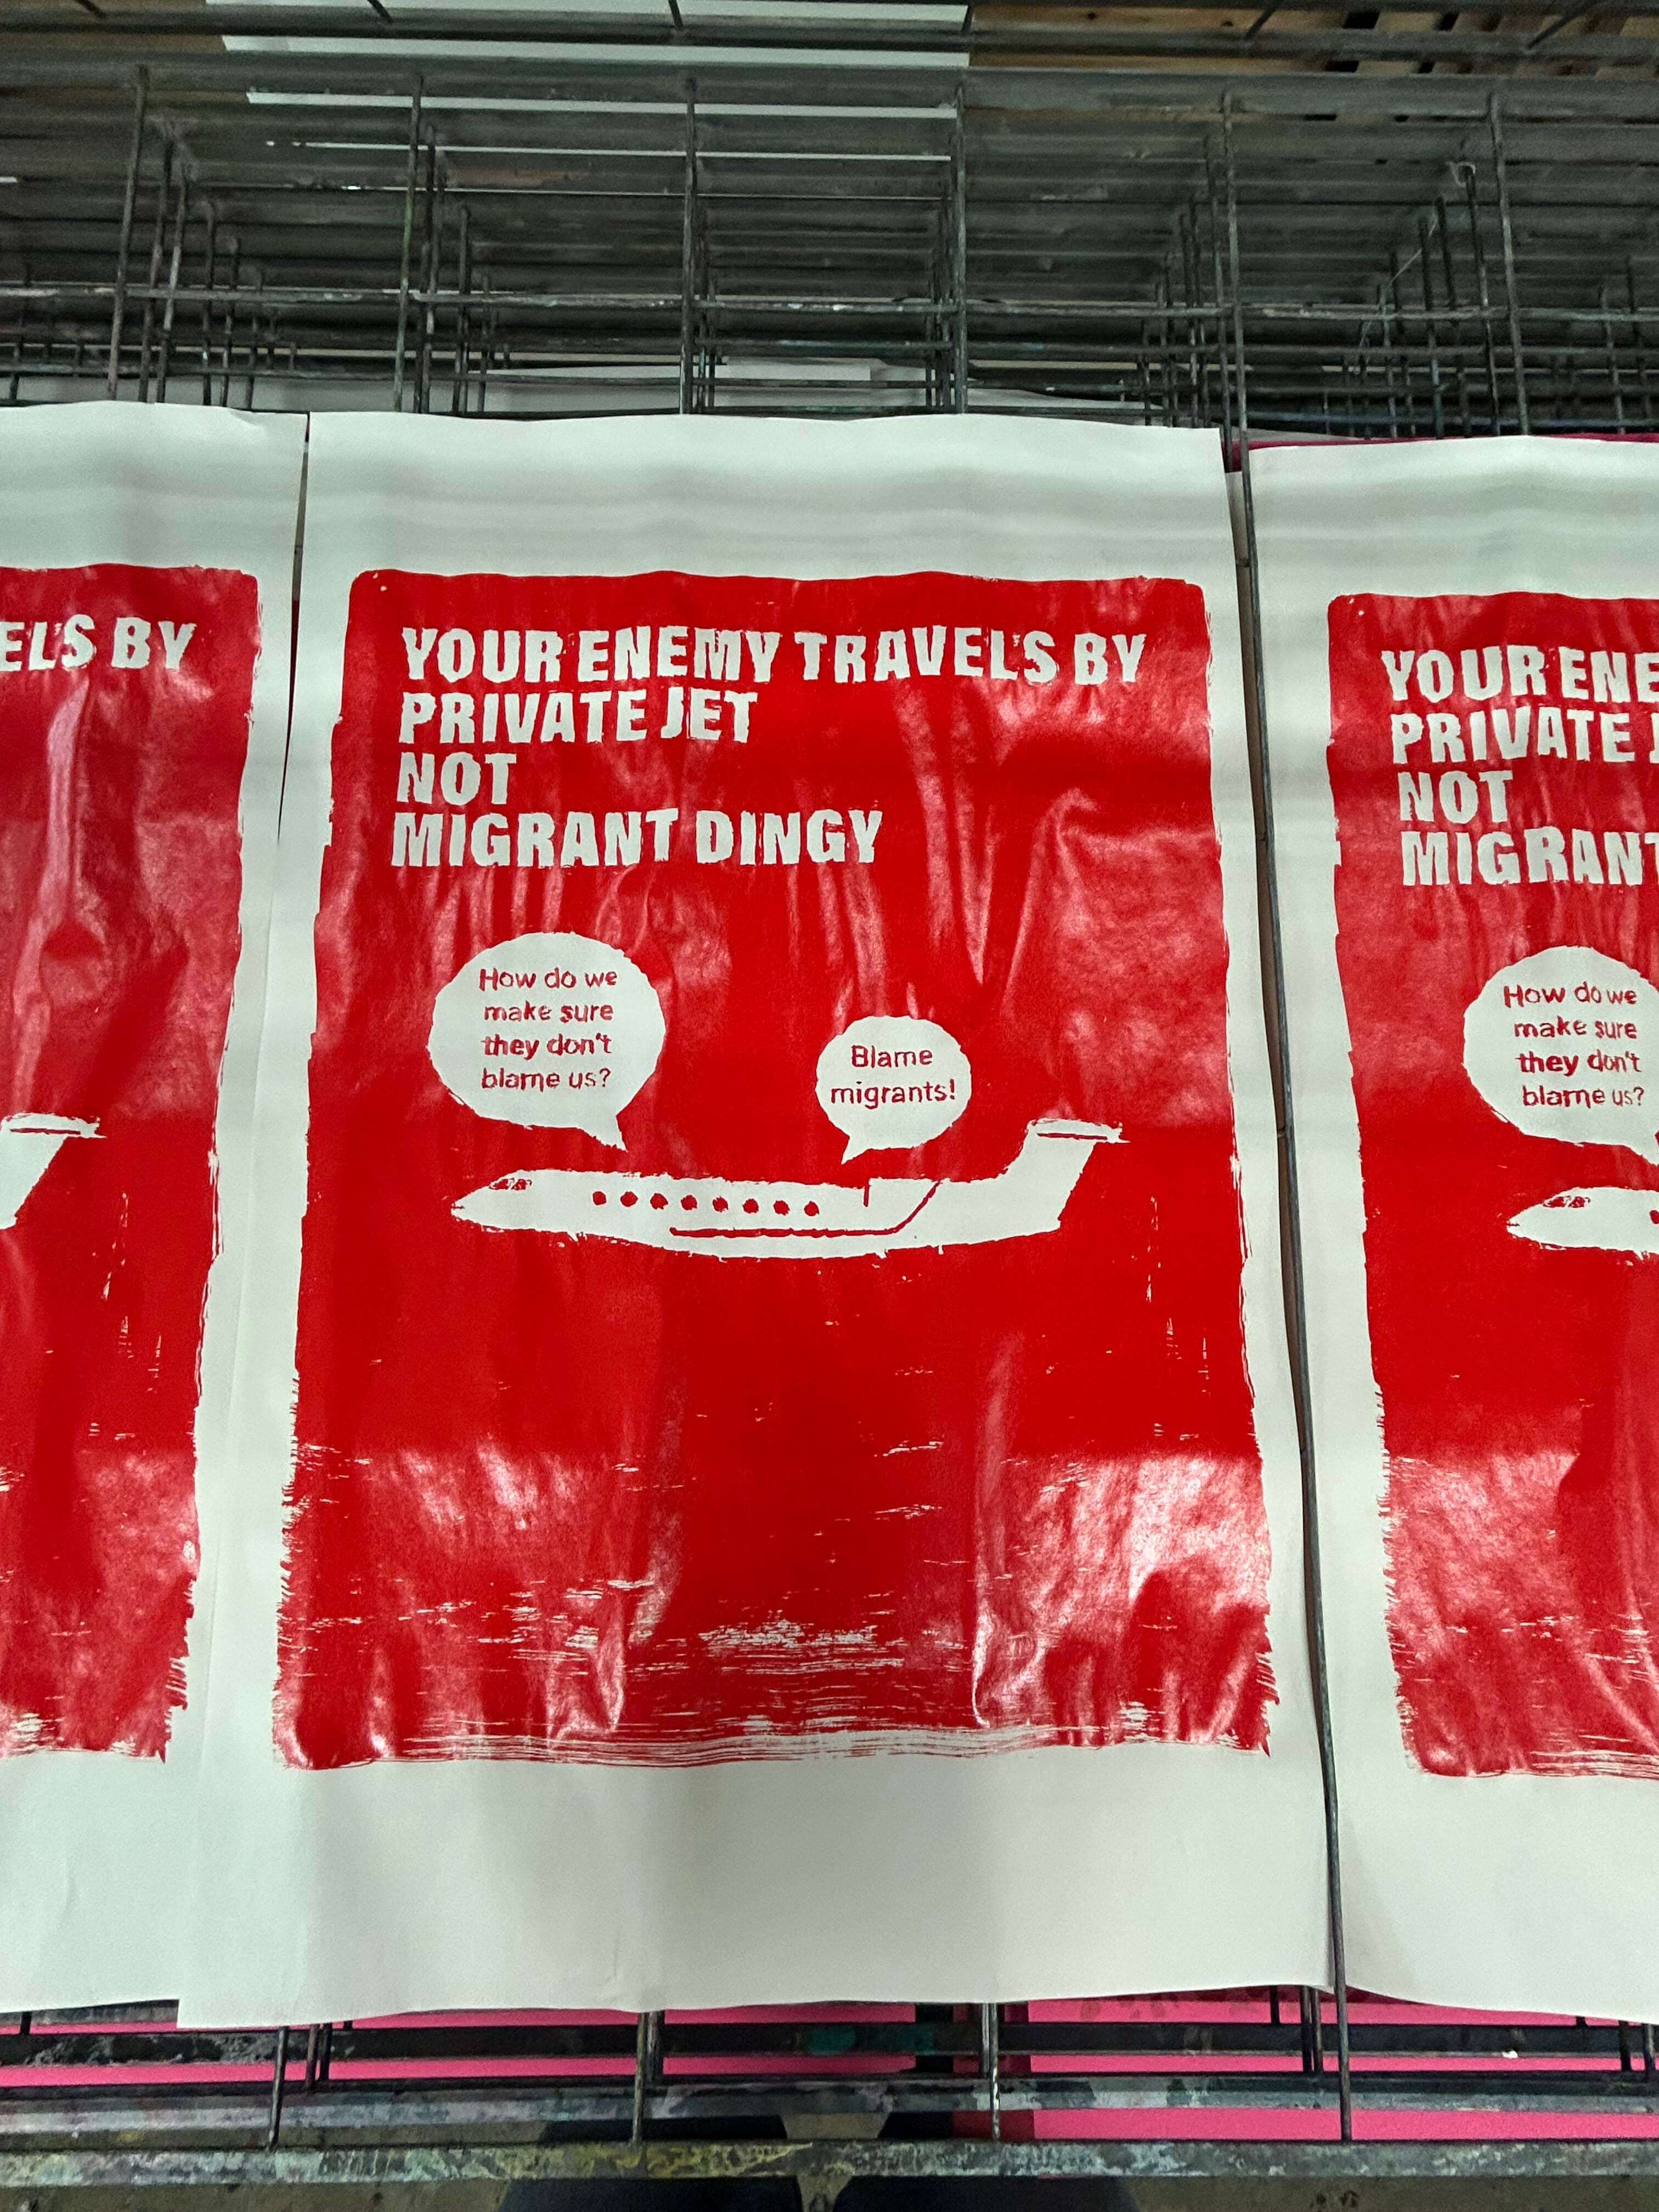 ELS BY
YOUR ENEMY TRAVELS BY
PRIVATE JET
NOT
MIGRANT DINGY
How do we
make sure
they don't
blame us?
Blame
migrants!
YOUR ENE
PRIVATE J
NOT
MIGRANT
How do we
make sure
they don't
blame us?